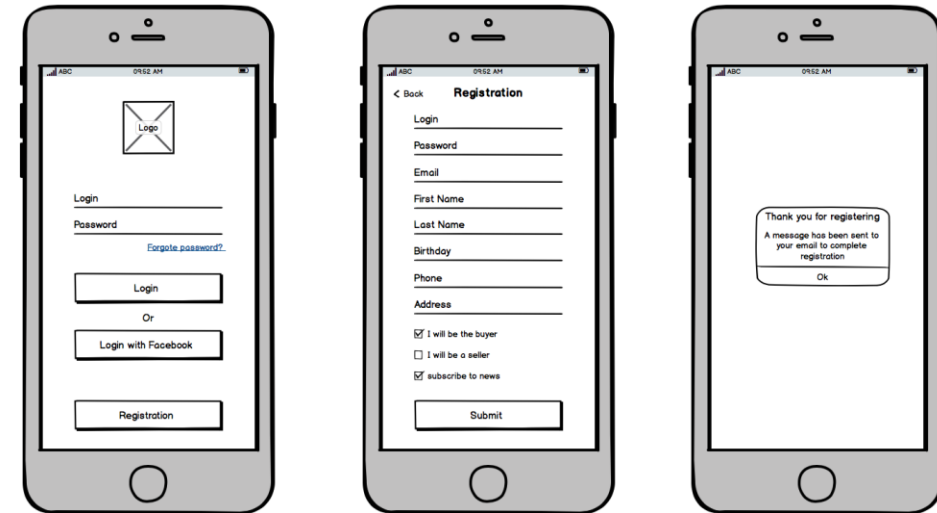 ABC 09:52 AM
Logo
Login
Password
Forgote password?
Login
Or
Login with Facebook
Registration
ABC 09:52 AM
< Back Registration
Login
Password
Email
First Name
Last Name
Birthday
Phone
Address
I will be the buyer
I will be a seller
subscribe to news
Submit
ABC 09:52 AM
Thank you for registering
A message has been sent to
your email to complete
registration
Ok